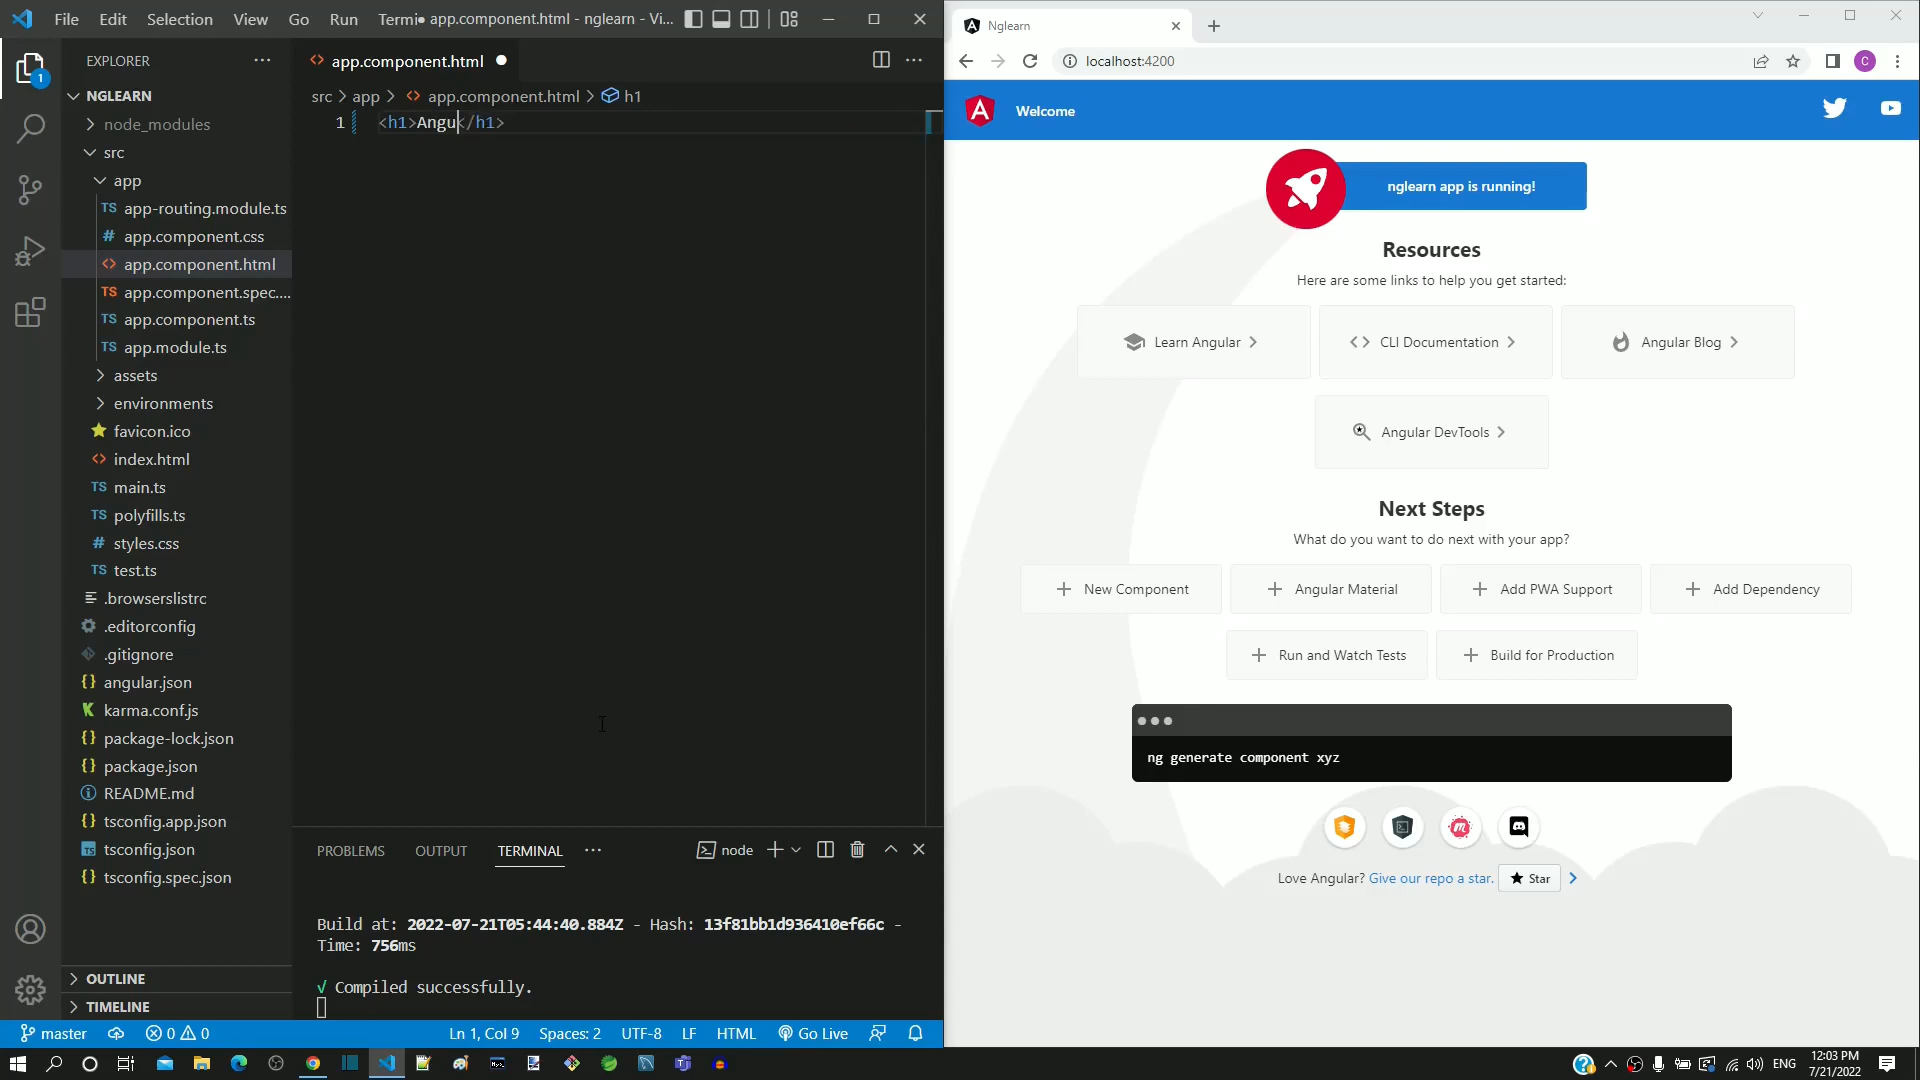 File Edit Selection View Go Run Termi● app.component.html - nglearn - Vi...
EXPLORER
1
NGLEARN
node_modules
src
app
TS app-routing.module.ts
# app.component.css
<> app.component.html
TS app.component.spec....
TS app.component.ts
TS app.module.ts
assets
environments
favicon.ico
<> index.html
TS main.ts
TS polyfills.ts
# styles.css
TS test.ts
.browserslistrc
.editorconfig
.gitignore
{} angular.json
karma.conf.js
{} package-lock.json
{} package.json
README.md
{} tsconfig.app.json
TS tsconfig.json
{} tsconfig.spec.json
OUTLINE
TIMELINE
<> app.component.html ●
src > app > <> app.component.html > h1
1 <h1>Angu</h1>
PROBLEMS OUTPUT TERMINAL ... node
Build at: 2022-07-21T05:44:40.884Z - Hash: 13f81bb1d936410ef66c -
Time: 756ms
√ Compiled successfully.
master 0 0 Ln 1, Col 9 Spaces: 2 UTF-8 LF HTML Go Live
Nglearn
localhost:4200
C
A Welcome
nglearn app is running!
Resources
Here are some links to help you get started:
Learn Angular
CLI Documentation
Angular Blog
Angular DevTools
Next Steps
What do you want to do next with your app?
New Component
Angular Material
Add PWA Support
Add Dependency
Run and Watch Tests
Build for Production
ng generate component xyz
Love Angular? Give our repo a star. Star
ENG
12:03 PM
7/21/2022